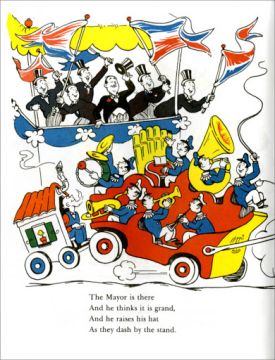 The Mayor is there
And he thinks it is grand,
And he raises his hat
As they dash by the stand.